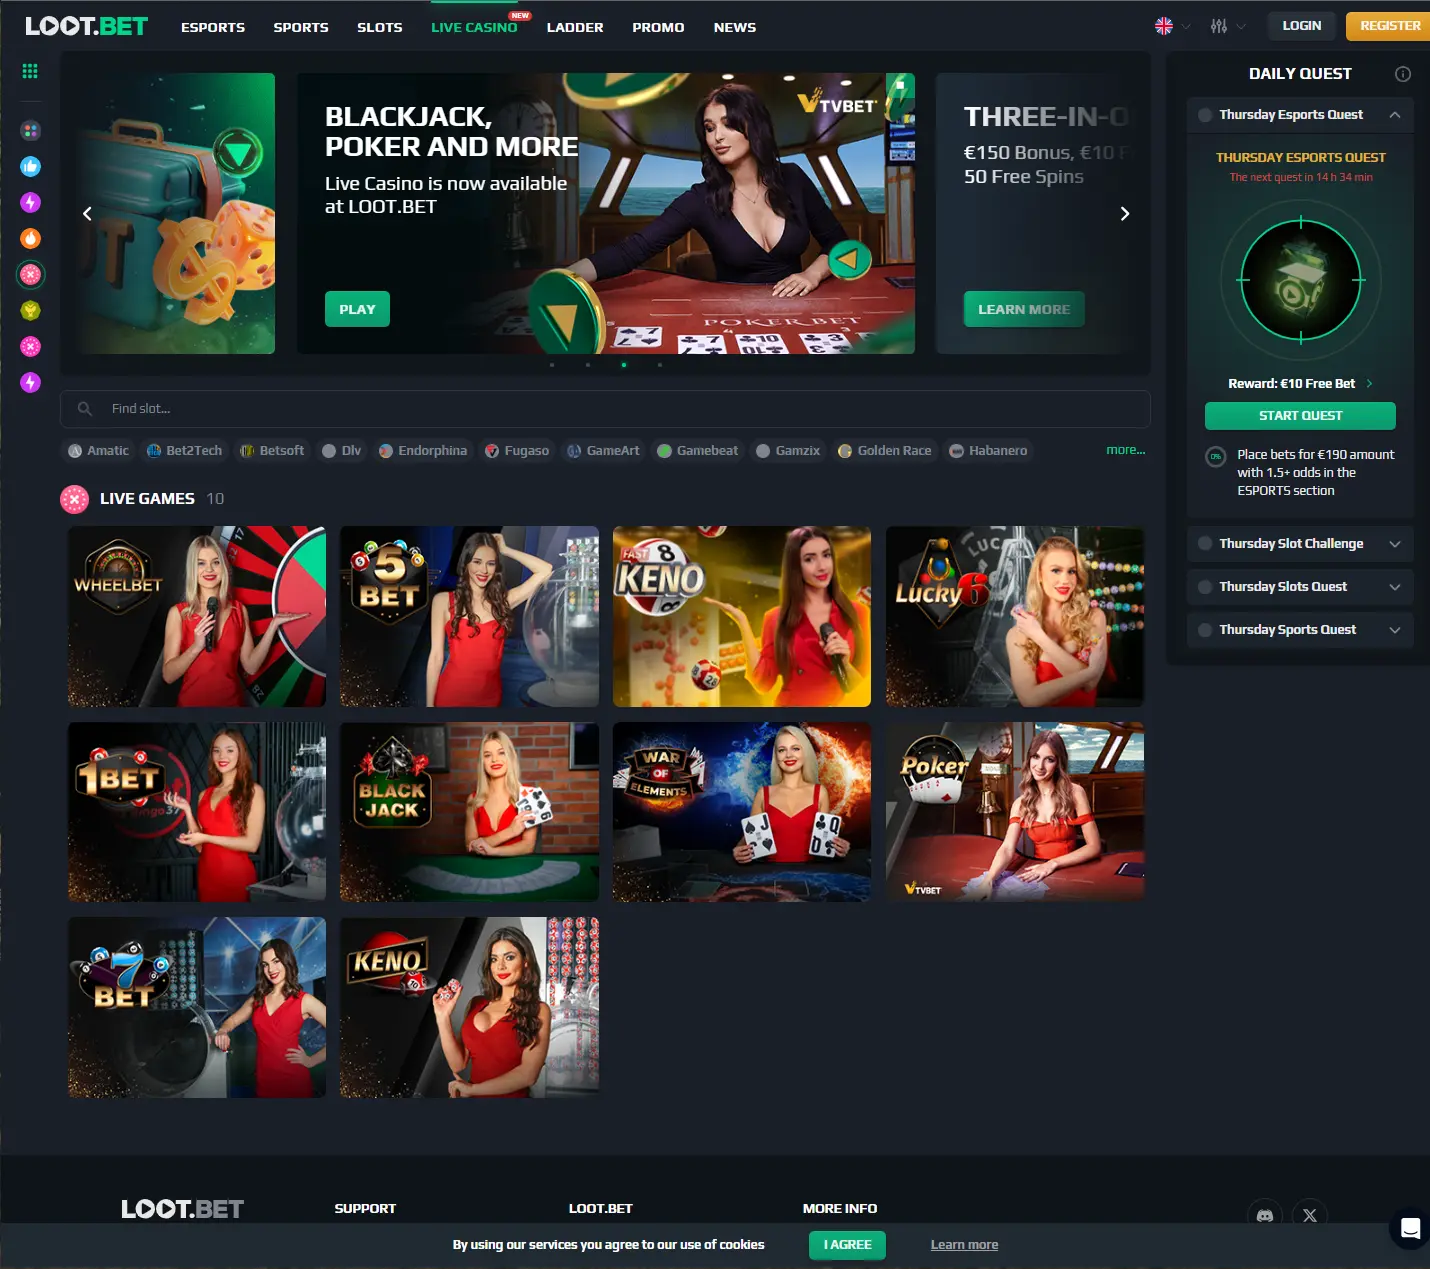 LOOT.BET
ESPORTS
SPORTS
SLOTS
LIVE CASINO
NEW
LADDER
PROMO
NEWS
LOGIN
REGISTER
BLACKJACK,
POKER AND MORE
Live Casino is now available
at LOOT.BET
PLAY
TVBET
POKER BET
THREE-IN-O
€150 Bonus, €10 F
50 Free Spins
LEARN MORE
DAILY QUEST
Thursday Esports Quest
THURSDAY ESPORTS QUEST
The next quest in 14 h 34 min
Reward: €10 Free Bet
START QUEST
0%
Place bets for €190 amount
with 1.5+ odds in the
ESPORTS section
Thursday Slot Challenge
Thursday Slots Quest
Thursday Sports Quest
Find slot...
Amatic
Bet2Tech
Betsoft
Dlv
Endorphina
Fugaso
GameArt
Gamebeat
Gamzix
Golden Race
Habanero
more...
LIVE GAMES 10
WHEELBET
5
BET
FAST 8
KENO
Lucky 6
1BET
BLACK
JACK
WAR
OF
ELEMENTS
Poker
TVBET
7
BET
KENO
LOOT.BET
SUPPORT
LOOT.BET
MORE INFO
By using our services you agree to our use of cookies
I AGREE
Learn more